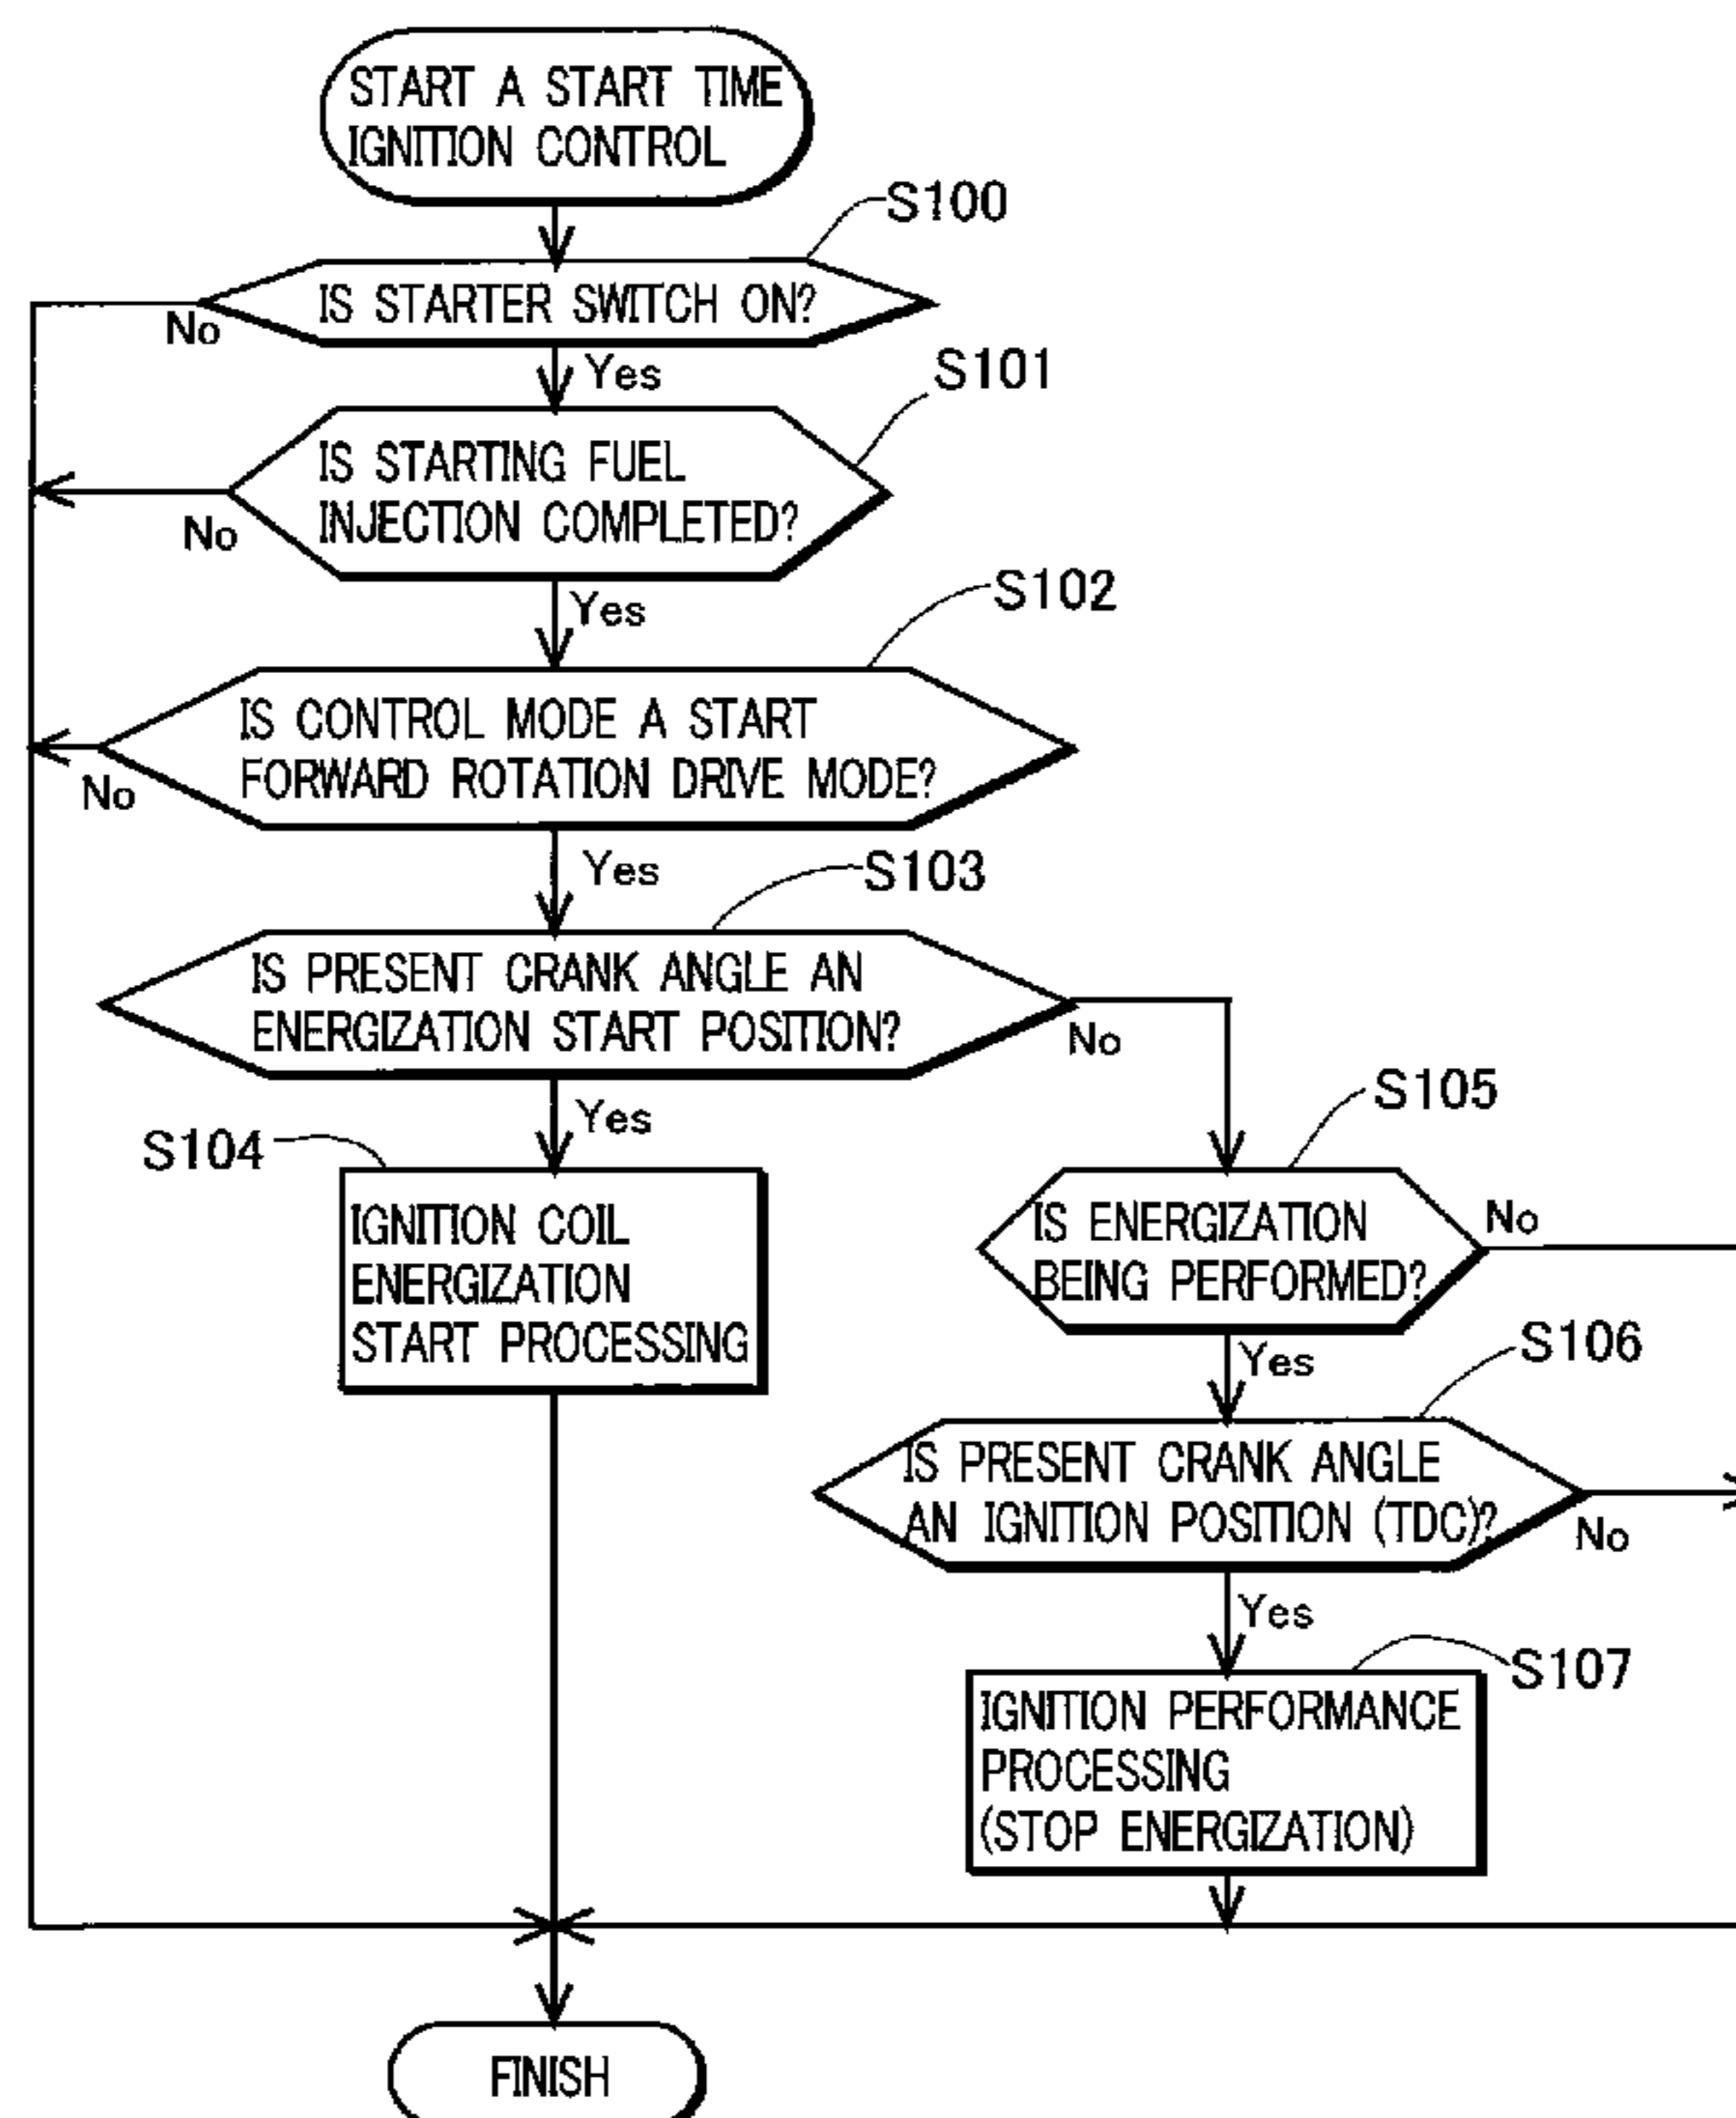 START A START TIME
IGNITION CONTROL
S100
IS STARTER SWITCH ON?
No
Yes
S101
IS STARTING FUEL
INJECTION COMPLETED?
No
Yes
S102
IS CONTROL MODE A START
FORWARD ROTATION DRIVE MODE?
No
Yes
S103
IS PRESENT CRANK ANGLE AN
ENERGIZATION START POSITION?
No
Yes
S104
IGNITION COIL
ENERGIZATION
START PROCESSING
S105
IS ENERGIZATION
BEING PERFORMED?
No
Yes
S106
IS PRESENT CRANK ANGLE
AN IGNITION POSITION (TDC)?
No
Yes
S107
IGNITION PERFORMANCE
PROCESSING
(STOP ENERGIZATION)
FINISH